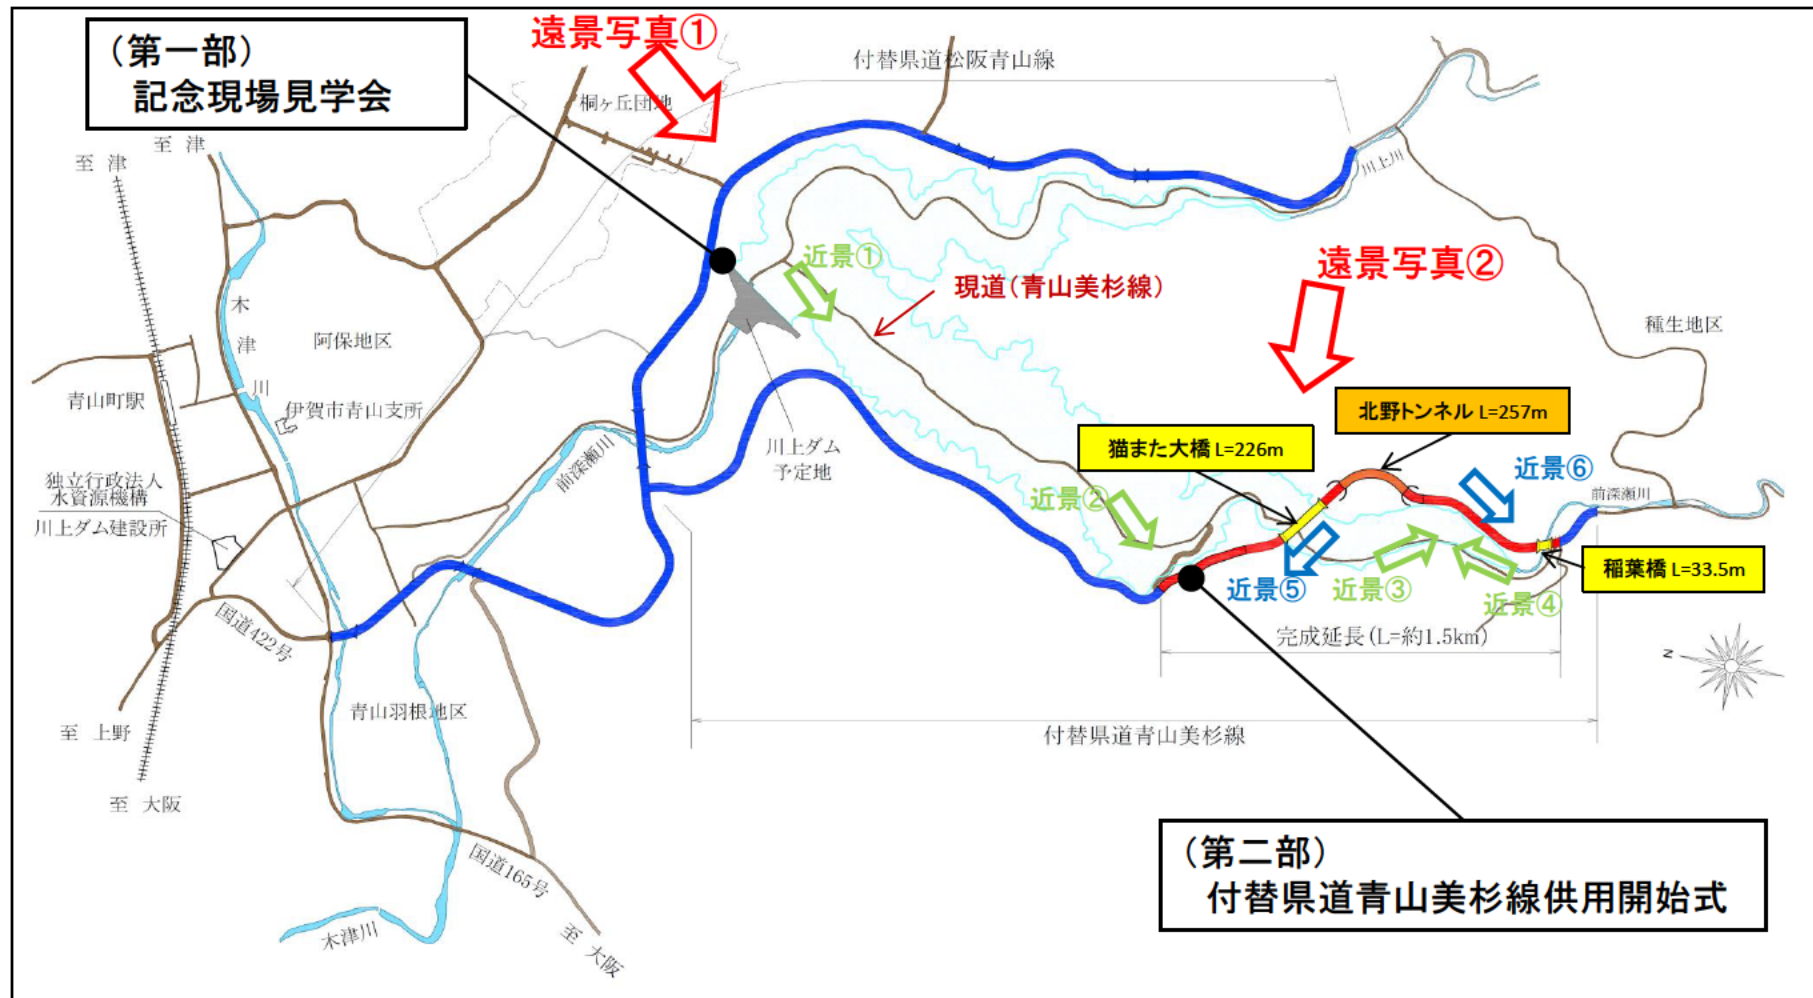 (第一部)
記念現場見学会
遠景写真①
付替県道松阪青山線
桐ヶ丘団地
至 津
至 津
川上川
近景①
現道(青山美杉線)
遠景写真②
種生地区
木津川
阿保地区
青山町駅
伊賀市青山支所
川上ダム
予定地
前深瀬川
北野トンネル L=257m
猫また大橋 L=226m
近景⑥
前深瀬川
近景②
独立行政法人
水資源機構
川上ダム建設所
稲葉橋 L=33.5m
近景⑤
近景③
近景④
国道422号
完成延長(L=約1.5km)
N
青山羽根地区
至 上野
付替県道青山美杉線
至 大阪
国道165号
木津川
至 大阪
(第二部)
付替県道青山美杉線供用開始式